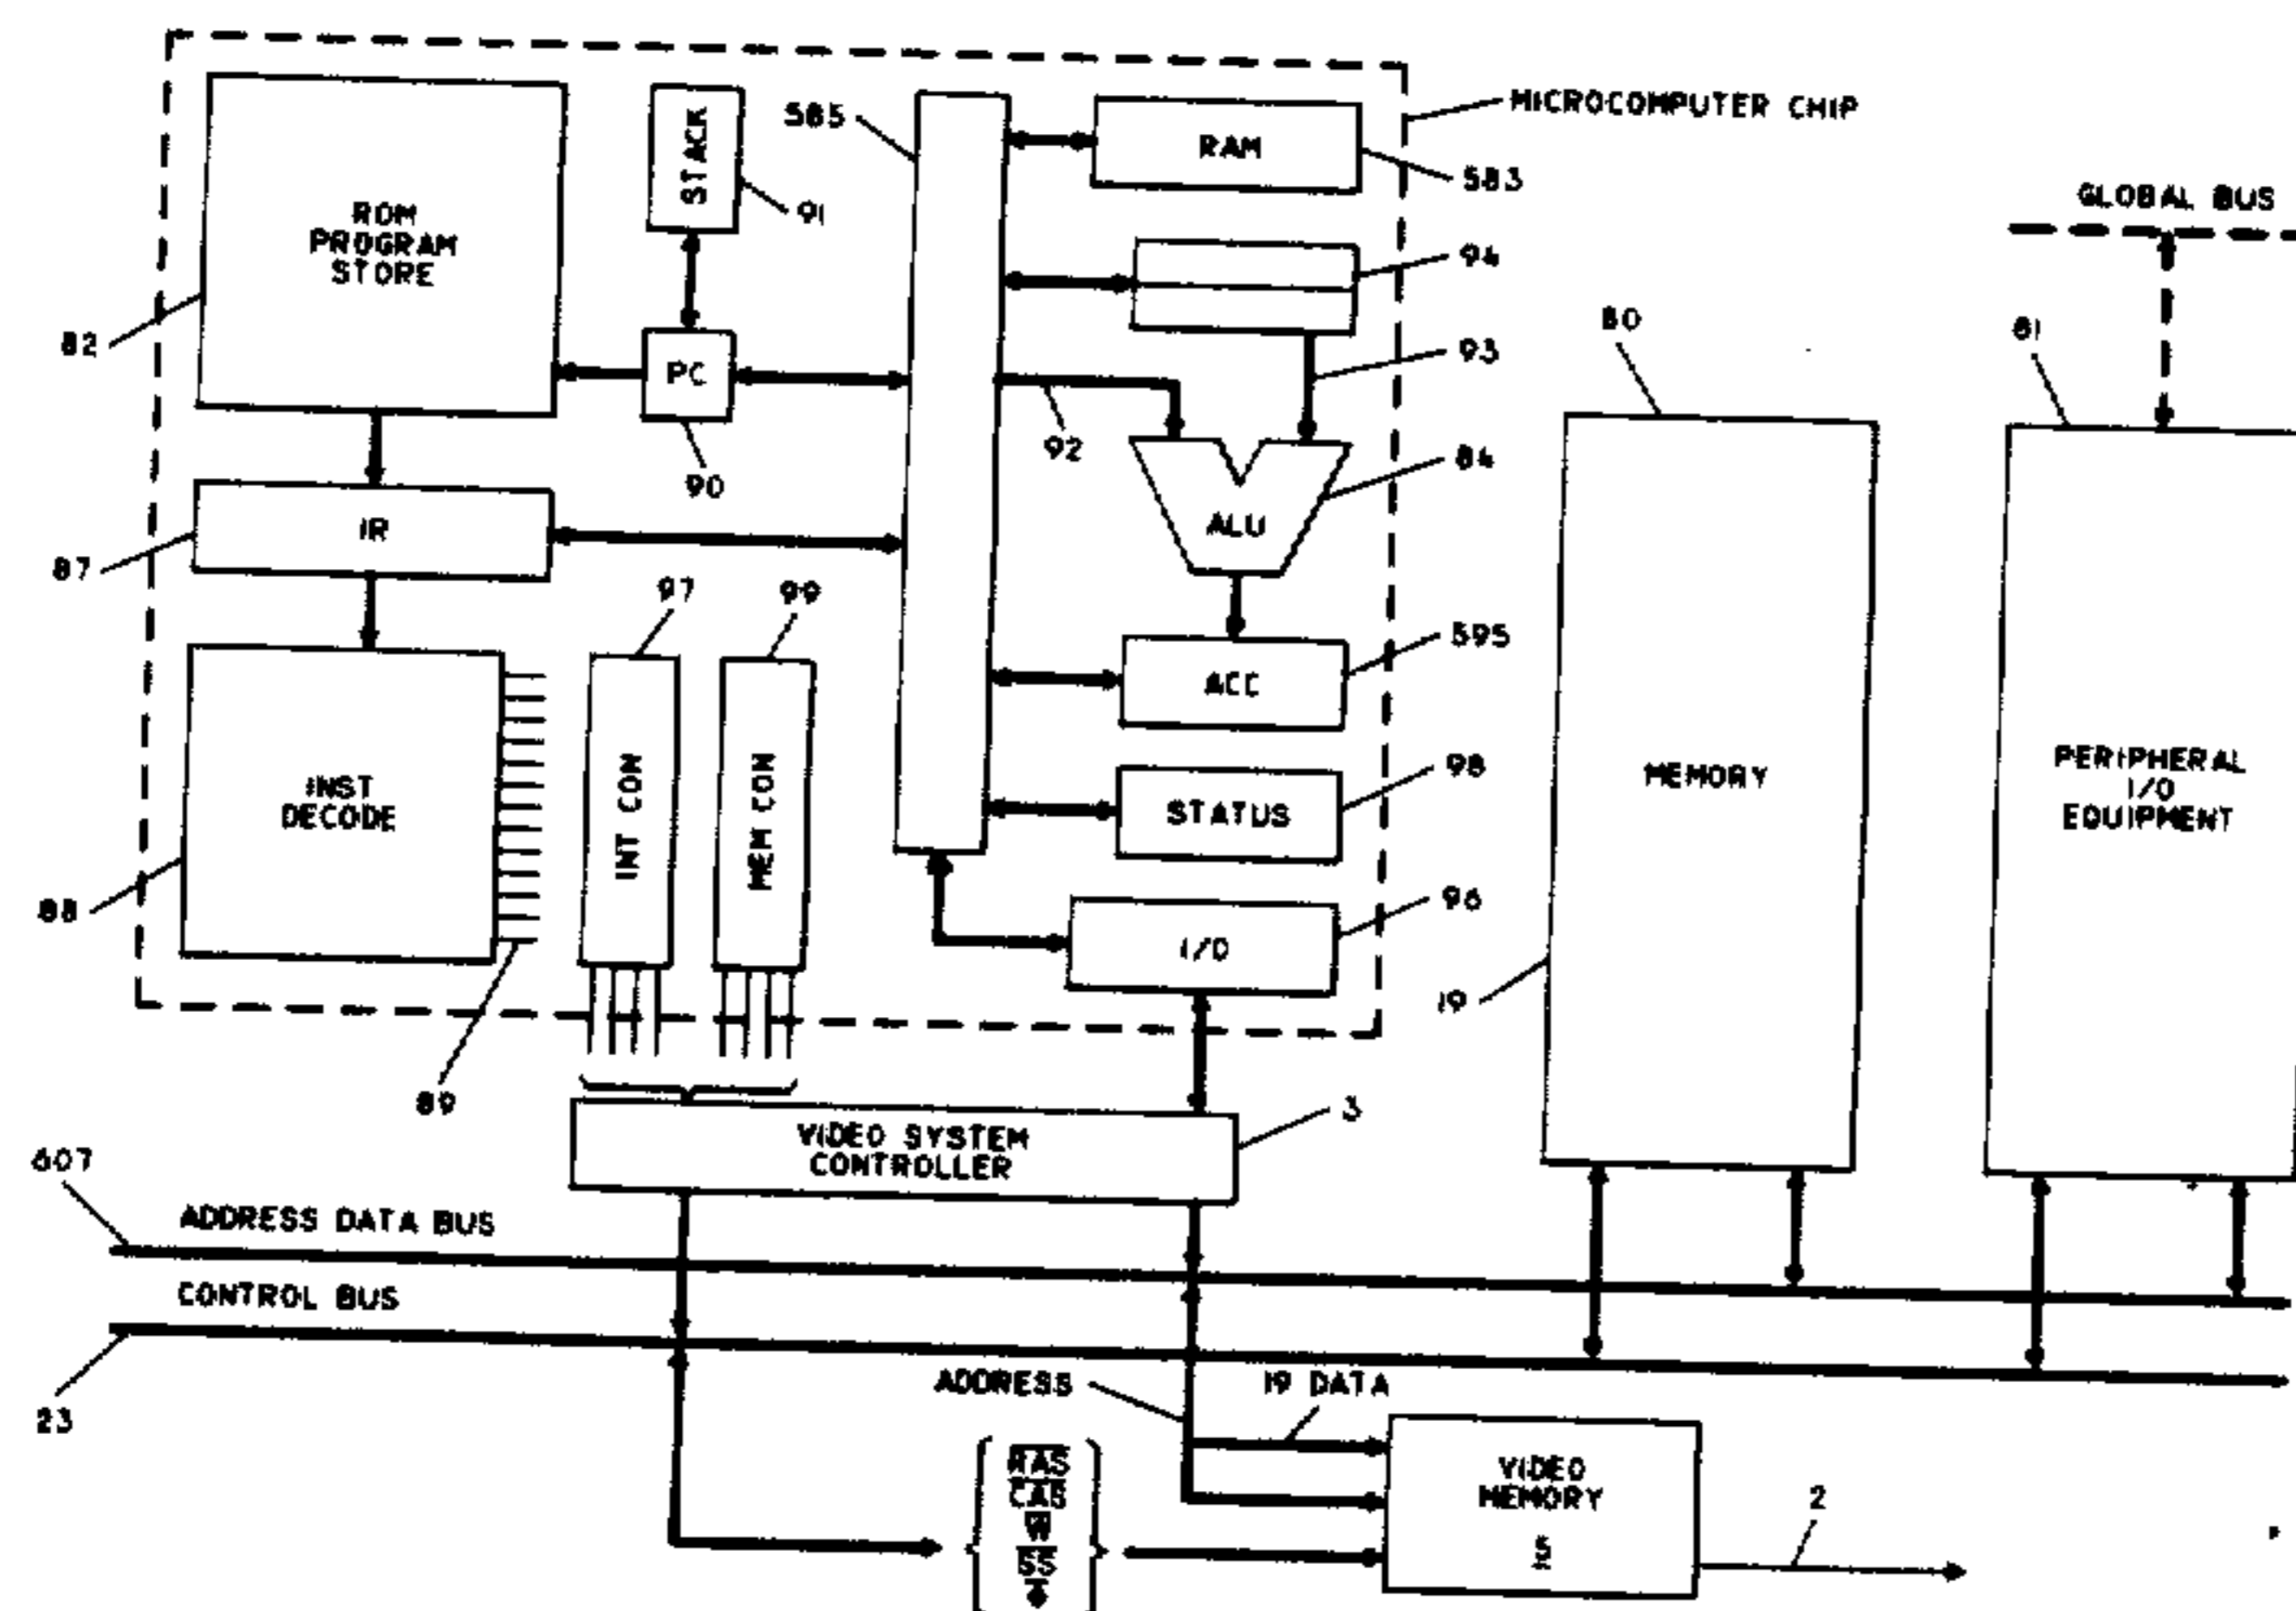 MICROCOMPUTER CHIP
585
RAM
583
STACK
91
GLOBAL BUS
ROM
PROGRAM
STORE
82
94
93
80
81
PC
90
92
84
ALU
IR
87
97
99
595
ACC
INST
DECODE
88
INT CON
MEM CON
98
STATUS
MEMORY
PERIPHERAL
I/O
EQUIPMENT
96
I/O
19
89
3
VIDEO SYSTEM
CONTROLLER
607
ADDRESS DATA BUS
CONTROL BUS
23
ADDRESS
19 DATA
RAS
CAS
W
SS
VIDEO
MEMORY
2